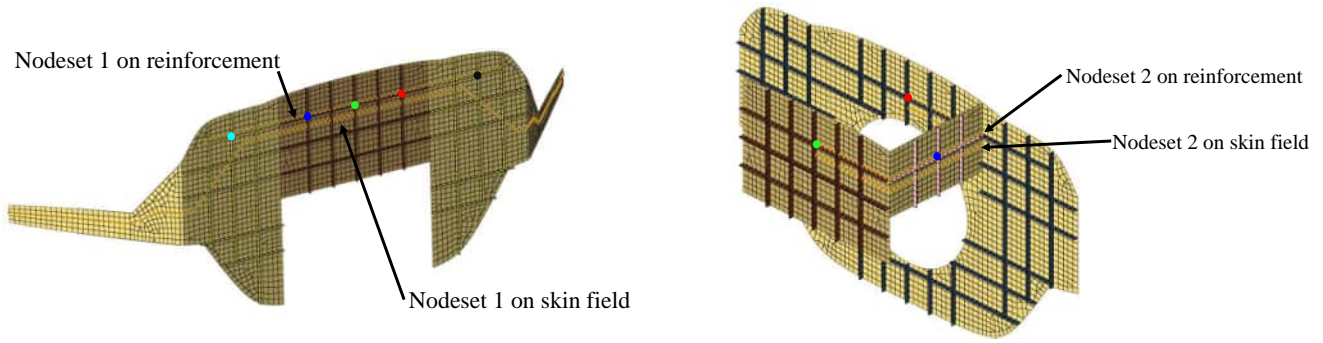 Nodeset 1 on reinforcement
Nodeset 1 on skin field
Nodeset 2 on reinforcement
Nodeset 2 on skin field